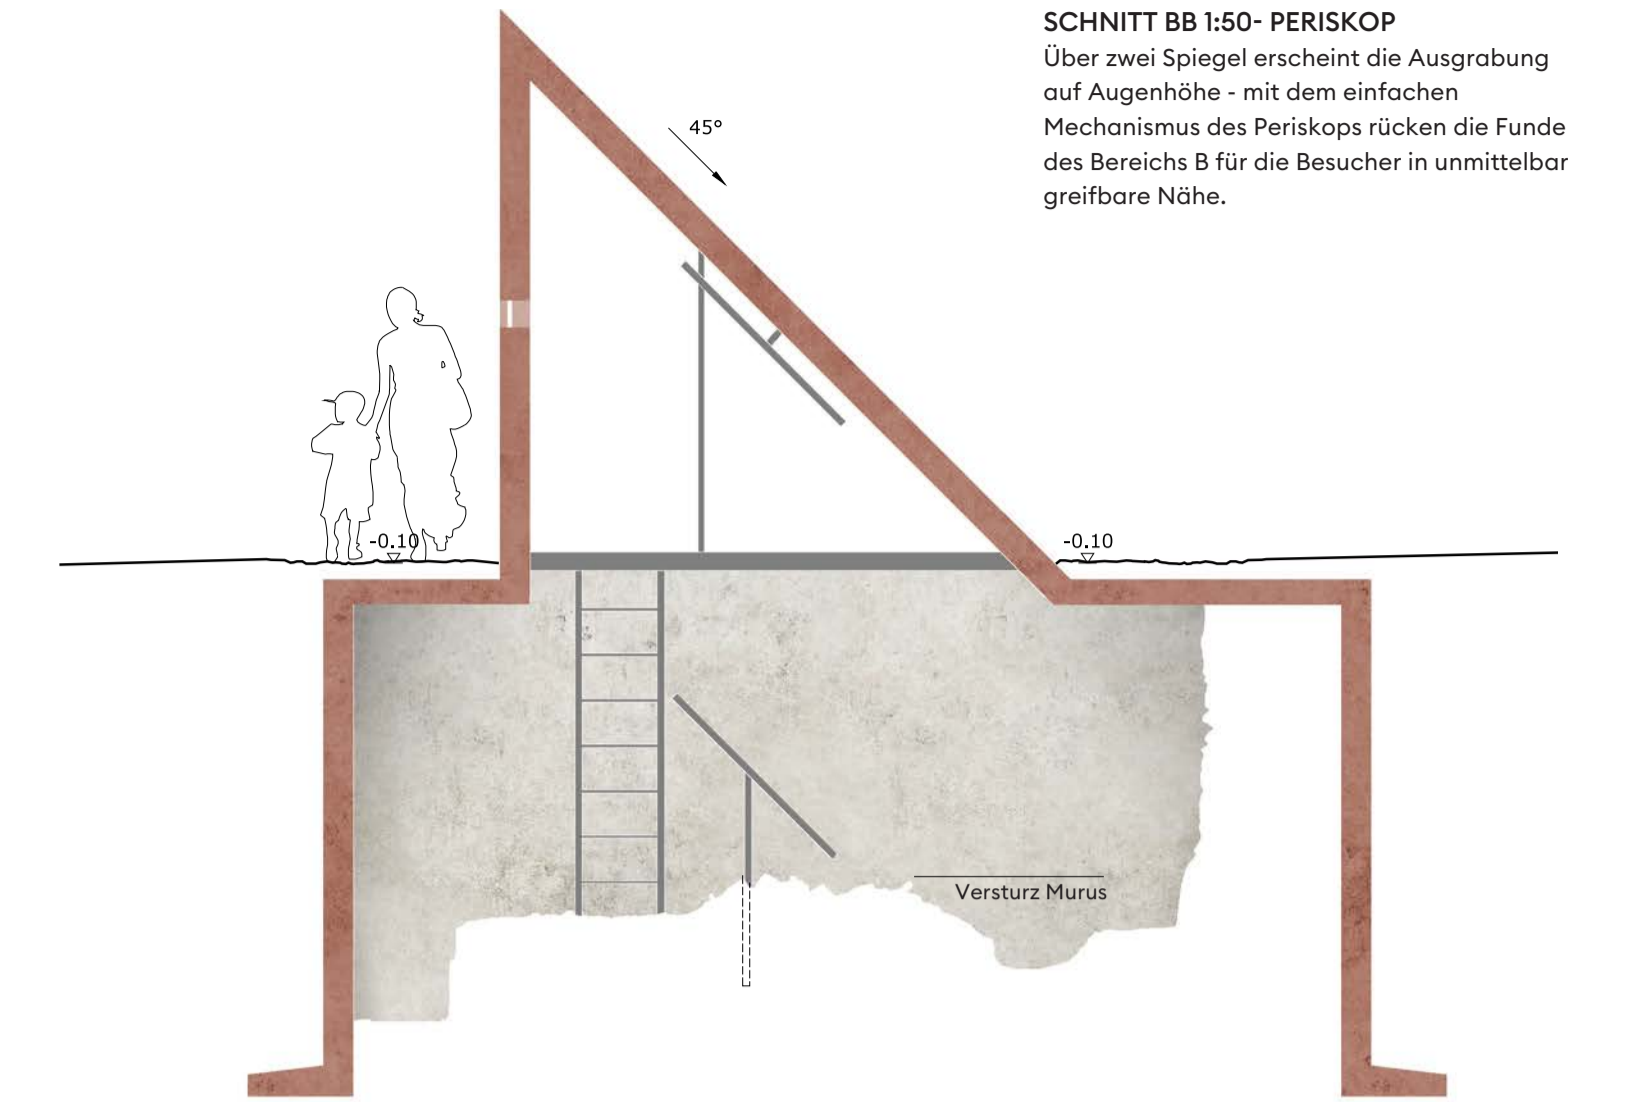 SCHNITT BB 1:50- PERISKOP
Über zwei Spiegel erscheint die Ausgrabung
auf Augenhöhe - mit dem einfachen
Mechanismus des Periskops rücken die Funde
des Bereichs B für die Besucher in unmittelbar
greifbare Nähe.
45°
-0.10
-0.10
Versturz Murus